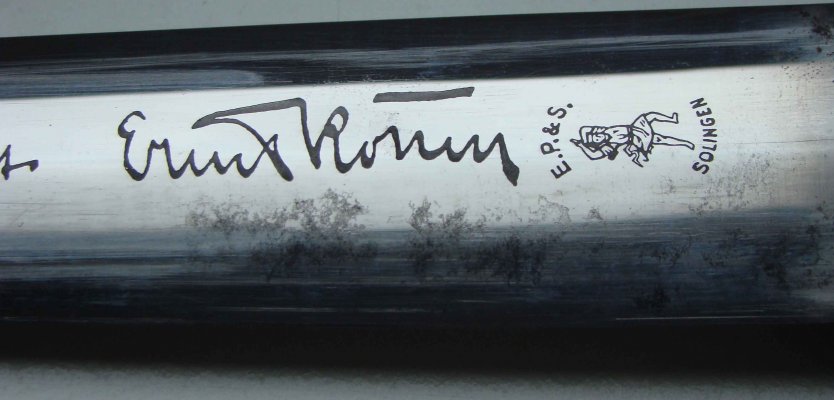 Ernst Röhm
E.P.&S.
SOLINGEN